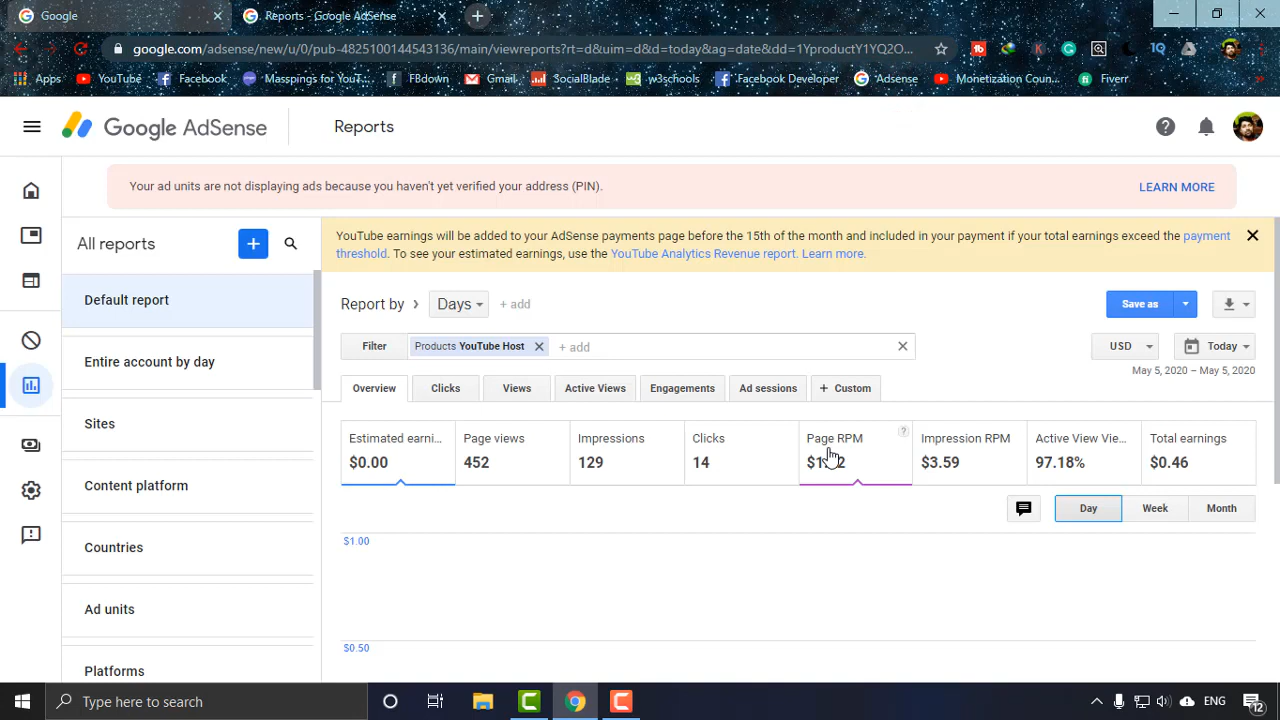 Google
Reports - Google AdSense
google.com/adsense/new/u/0/pub-4825100144543136/main/viewreports?rt=d&uim=d&d=today&ag=date&dd=1YproductY1YQ2O...
Apps
YouTube
Facebook
Masspings for YouT...
FBdown
Gmail
SocialBlade
w3schools
Facebook Developer
Adsense
Monetization Coun...
Fiverr
Google AdSense
Reports
Your ad units are not displaying ads because you haven't yet verified your address (PIN).
LEARN MORE
All reports
YouTube earnings will be added to your AdSense payments page before the 15th of the month and included in your payment if your total earnings exceed the payment
threshold. To see your estimated earnings, use the YouTube Analytics Revenue report. Learn more.
Default report
Entire account by day
Sites
Content platform
Countries
Ad units
Platforms
Report by > Days + add
Save as
Filter
Products YouTube Host
+ add
USD
Today
May 5, 2020 – May 5, 2020
Overview
Clicks
Views
Active Views
Engagements
Ad sessions
+ Custom
Estimated earni...
$0.00
Page views
452
Impressions
129
Clicks
14
Page RPM
Impression RPM
$3.59
Active View Vie...
97.18%
Total earnings
$0.46
Day
Week
Month
$1.00
$0.50
Type here to search
ENG
12